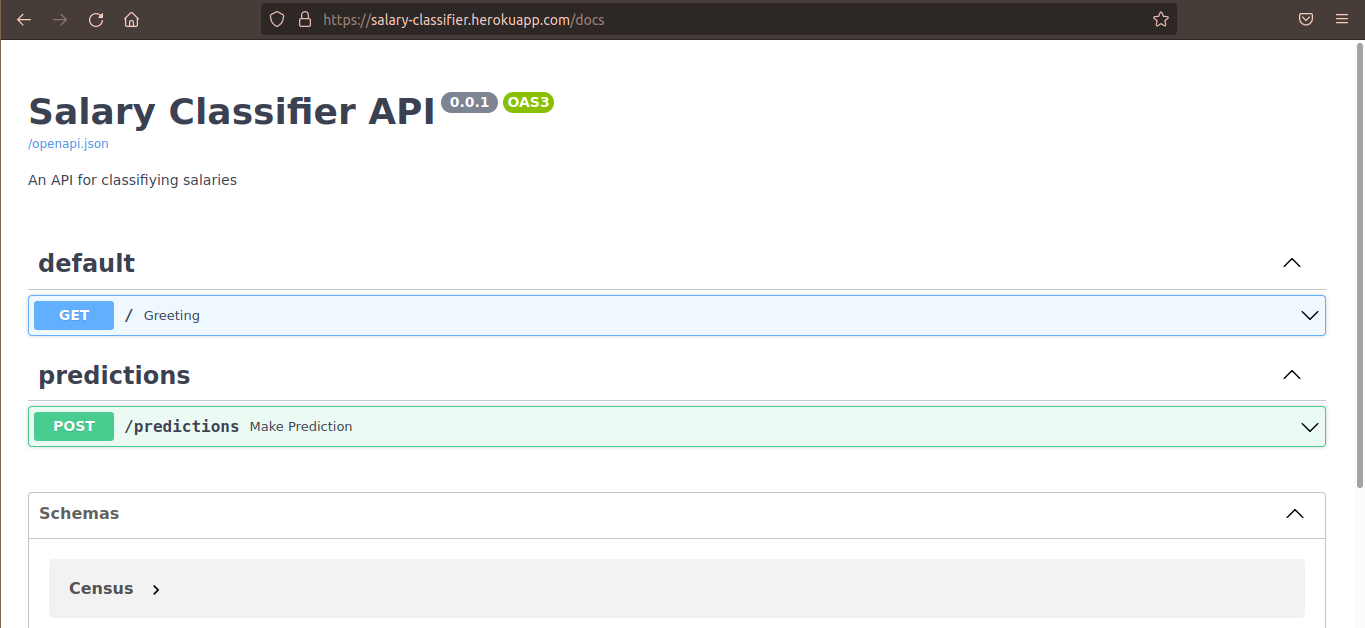 https://salary-classifier.herokuapp.com/docs
Salary Classifier API 0.0.1 OAS3
/openapi.json
An API for classifiying salaries
default
GET / Greeting
predictions
POST /predictions Make Prediction
Schemas
Census